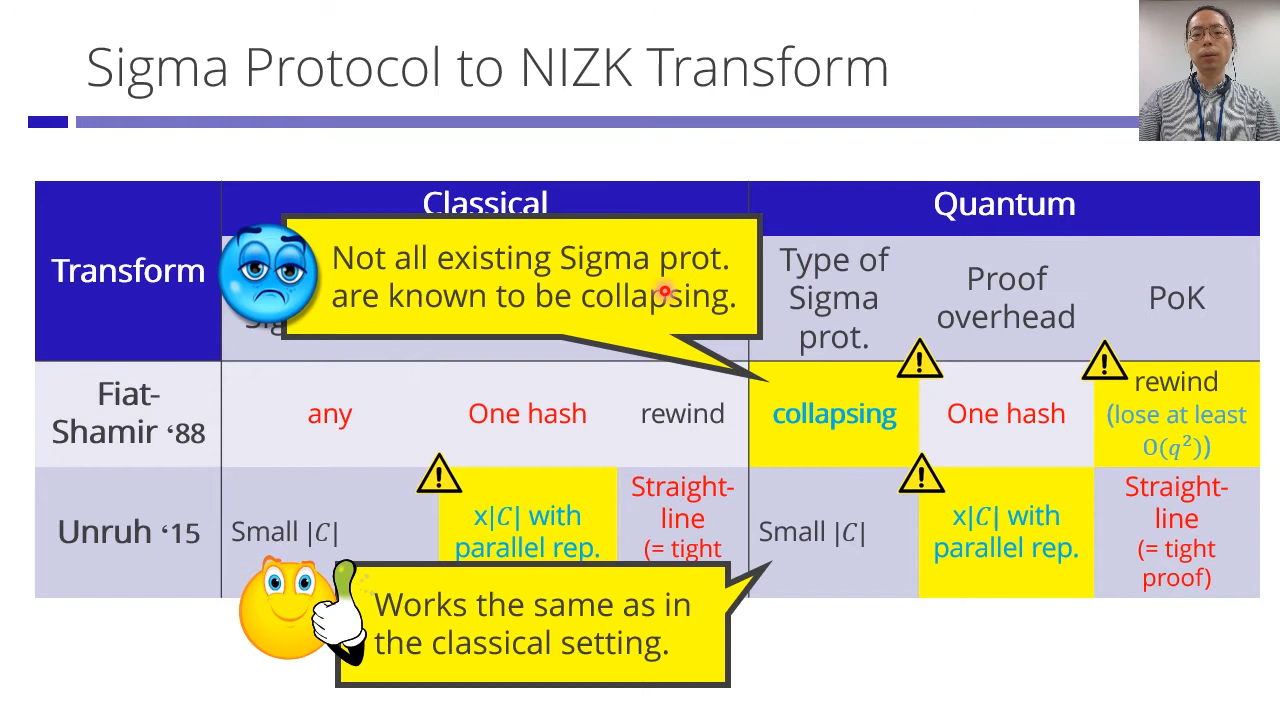 Sigma Protocol to NIZK Transform
Transform
Classical
Quantum
Not all existing Sigma prot.
are known to be collapsing.
Type of
Sigma
prot.
Proof
overhead
PoK
Fiat-
Shamir ‘88
any
One hash
rewind
collapsing
One hash
rewind
(lose at least
O(q²))
Unruh ‘15
Small |C|
x|C| with
parallel rep.
Straight-
line
(= tight
Small |C|
x|C| with
parallel rep.
Straight-
line
(= tight
proof)
Works the same as in
the classical setting.